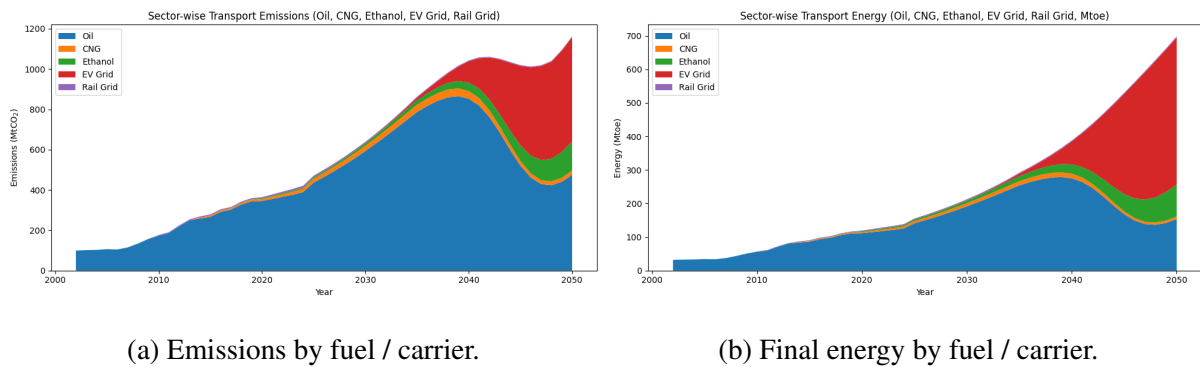 Sector-wise Transport Emissions (Oil, CNG, Ethanol, EV Grid, Rail Grid)
1200
1000
800
600
400
200
0
Emissions (MtCO₂)
Oil
CNG
Ethanol
EV Grid
Rail Grid
2000 2010 2020 2030 2040 2050
Year
(a) Emissions by fuel / carrier.
Sector-wise Transport Energy (Oil, CNG, Ethanol, EV Grid, Rail Grid, Mtoe)
700
600
500
400
300
200
100
0
Energy (Mtoe)
Oil
CNG
Ethanol
EV Grid
Rail Grid
2000 2010 2020 2030 2040 2050
Year
(b) Final energy by fuel / carrier.